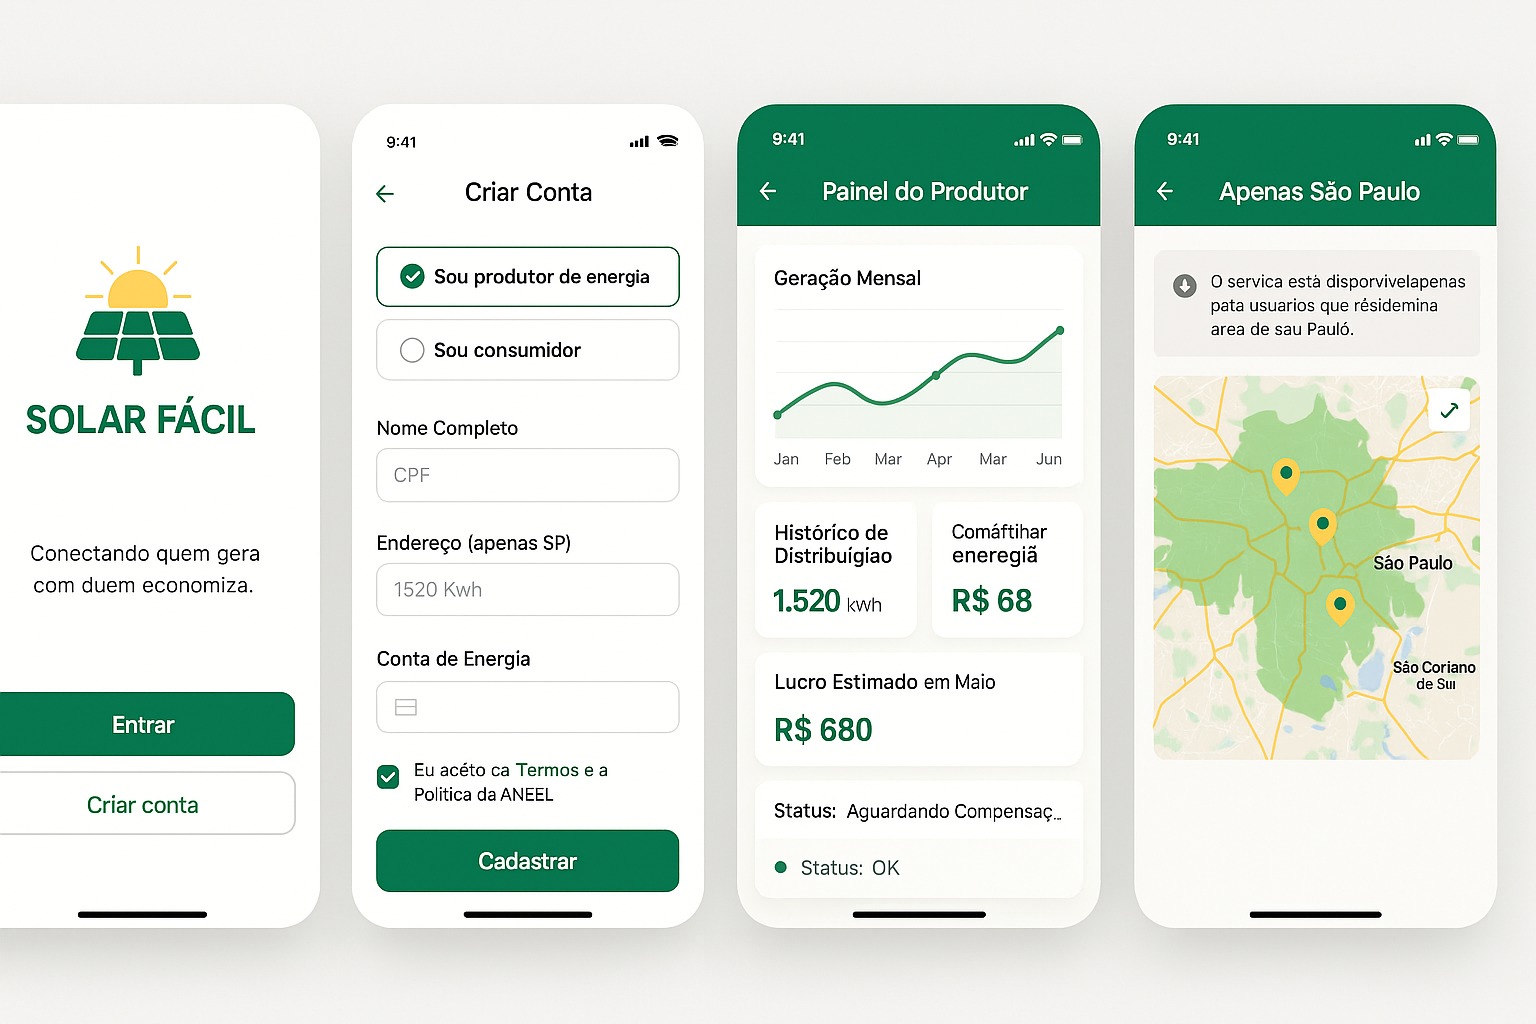 SOLAR FÁCIL
Conectando quem gera
com duem economiza.
Entrar
Criar conta
9:41
Criar Conta
Sou produtor de energia
Sou consumidor
Nome Completo
CPF
Endereço (apenas SP)
1520 Kwh
Conta de Energia
Eu acéto ca Termos e a
Politica da ANEEL
Cadastrar
9:41
Painel do Produtor
Geração Mensal
Jan Feb Mar Apr Mar Jun
Histórico de
Distribuígiao
1.520 kwh
Comáftihar
eneregiã
R$ 68
Lucro Estimado em Maio
R$ 680
Status: Aguardando Compensaç...
Status: OK
9:41
Apenas São Paulo
O servica està disporvivelapenas
pata usuarios que résidemina
area de sau Pauló.
Sáo Paulo
Sâo Coriano
de Sui